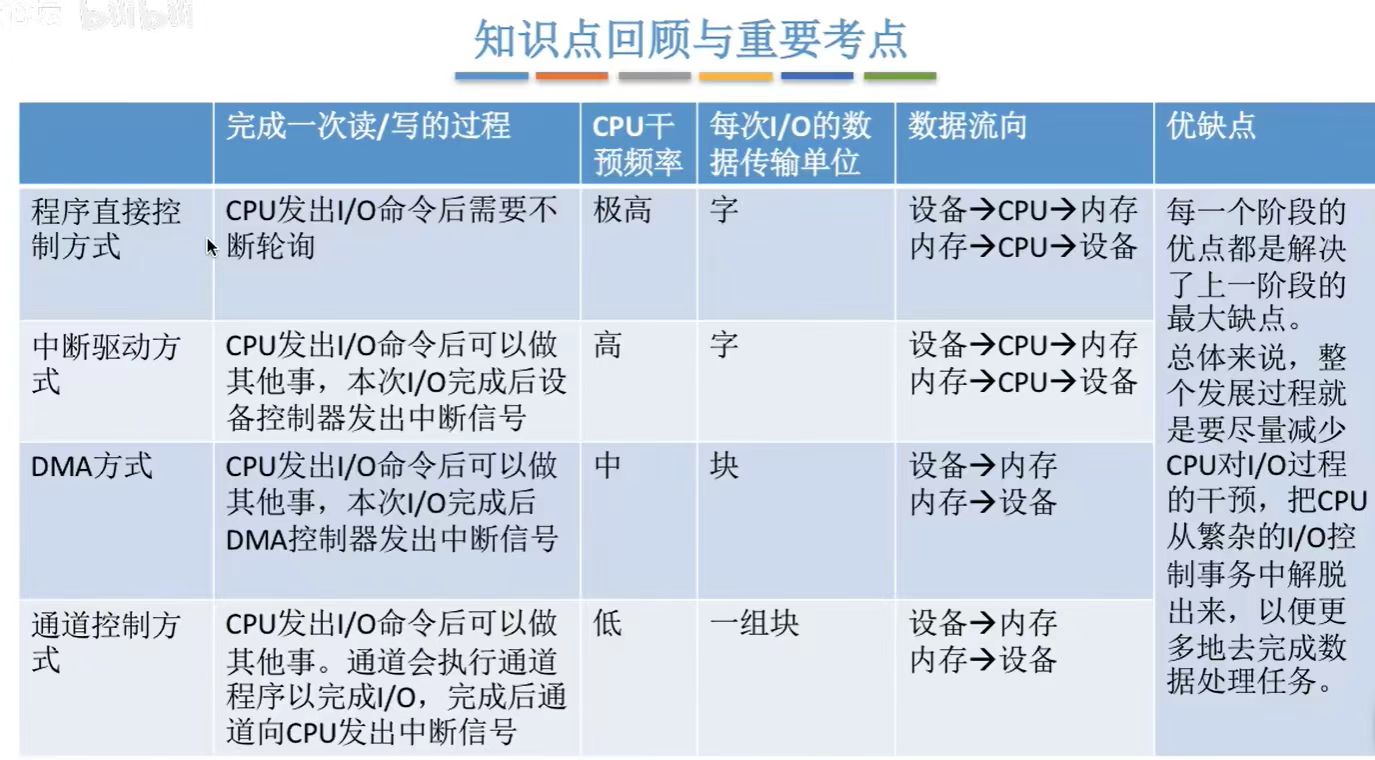 知识点回顾与重要考点
完成一次读/写的过程
CPU干
预频率
每次I/O的数
据传输单位
数据流向
优缺点
程序直接控
制方式
CPU发出I/O命令后需要不
断轮询
极高
字
设备→CPU→内存
内存→CPU→设备
每一个阶段的
优点都是解决
了上一阶段的
最大缺点。
总体来说，整
个发展过程就
是要尽量减少
CPU对I/O过程
的干预，把CPU
从繁杂的I/O控
制事务中解脱
出来，以便更
多地去完成数
据处理任务。
中断驱动方
式
CPU发出I/O命令后可以做
其他事，本次I/O完成后设
备控制器发出中断信号
高
字
设备→CPU→内存
内存→CPU→设备
DMA方式
CPU发出I/O命令后可以做
其他事，本次I/O完成后
DMA控制器发出中断信号
中
块
设备→内存
内存→设备
通道控制方
式
CPU发出I/O命令后可以做
其他事。通道会执行通道
程序以完成I/O，完成后通
道向CPU发出中断信号
低
一组块
设备→内存
内存→设备